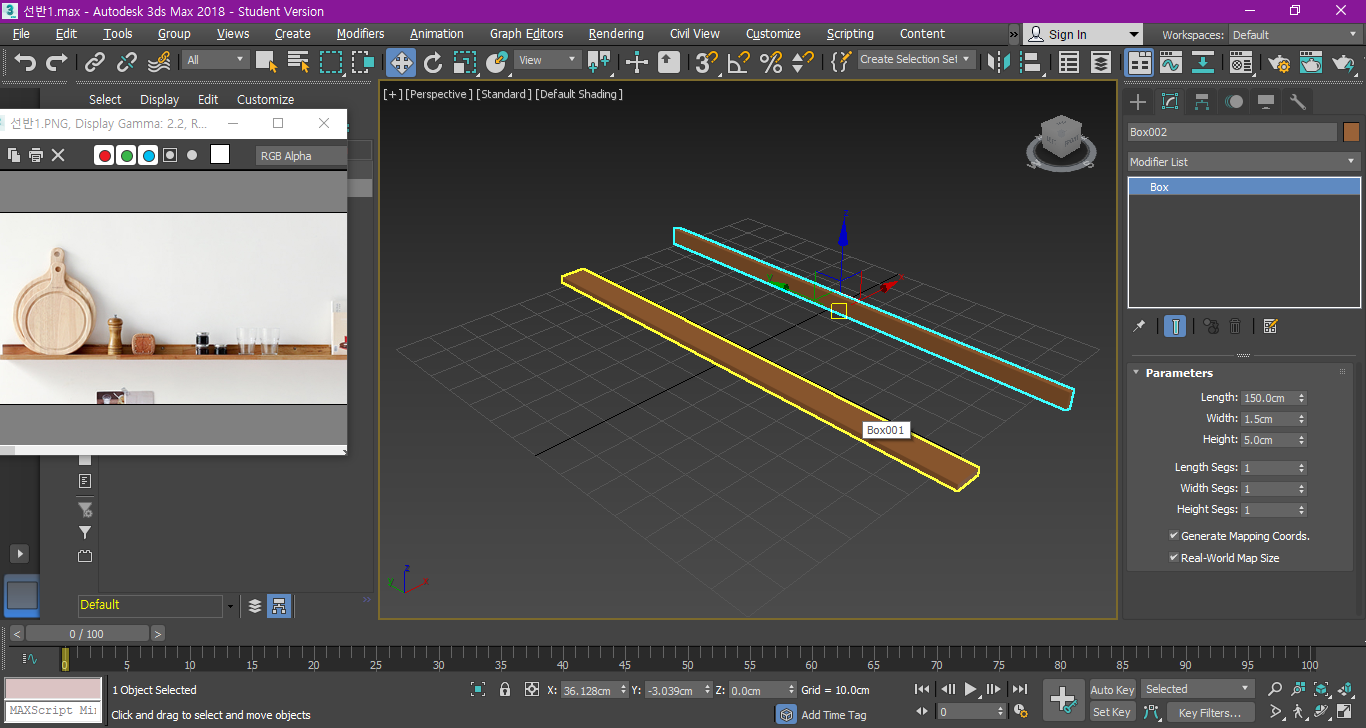 선반1.max - Autodesk 3ds Max 2018 - Student Version
File Edit Tools Group Views Create Modifiers Animation Graph Editors Rendering Civil View Customize Scripting Content » Sign In Workspaces: Default
All View Create Selection Set
Select Display Edit Customize
[+] [Perspective ] [Standard ] [Default Shading ]
선반1.PNG, Display Gamma: 2.2, R...
RGB Alpha
Box002
Modifier List
Box
Parameters
Length: 150.0cm
Width: 1.5cm
Height: 5.0cm
Length Segs: 1
Width Segs: 1
Height Segs: 1
Generate Mapping Coords.
Real-World Map Size
z
x
Box001
z
y
x
Default
< 0 / 100 >
0 5 10 15 20 25 30 35 40 45 50 55 60 65 70 75 80 85 90 95 100
1 Object Selected X: 36.128cm Y: -3.039cm Z: 0.0cm Grid = 10.0cm Auto Key Selected
MAXScript Mi
Click and drag to select and move objects Add Time Tag 0 Set Key Key Filters...